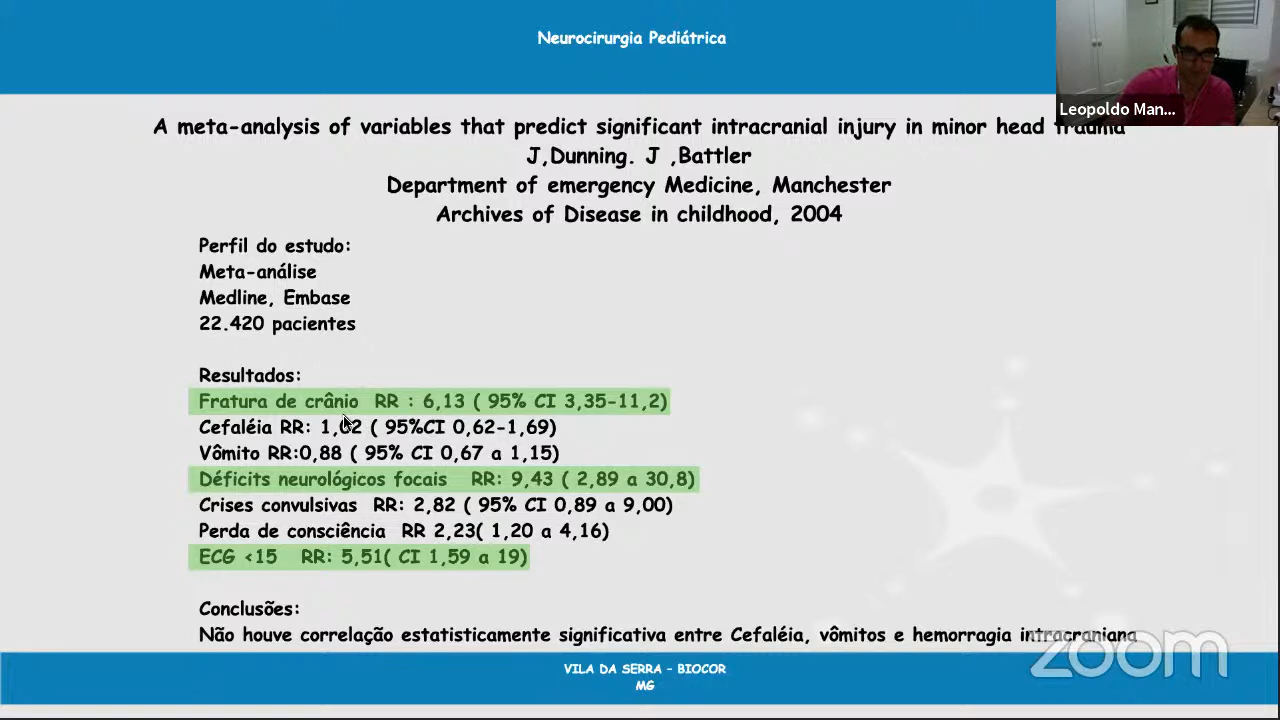 Neurocirurgia Pediátrica
Leopoldo Man...
A meta-analysis of variables that predict significant intracranial injury in minor head trauma
J,Dunning. J ,Battler
Department of emergency Medicine, Manchester
Archives of Disease in childhood, 2004
Perfil do estudo:
Meta-análise
Medline, Embase
22.420 pacientes
Resultados:
Fratura de crânio RR : 6,13 ( 95% CI 3,35-11,2)
Cefaléia RR: 1,02 ( 95%CI 0,62-1,69)
Vômito RR:0,88 ( 95% CI 0,67 a 1,15)
Déficits neurológicos focais RR: 9,43 ( 2,89 a 30,8)
Crises convulsivas RR: 2,82 ( 95% CI 0,89 a 9,00)
Perda de consciência RR 2,23( 1,20 a 4,16)
ECG <15 RR: 5,51( CI 1,59 a 19)
Conclusões:
Não houve correlação estatisticamente significativa entre Cefaléia, vômitos e hemorragia intracraniana
zoom
VILA DA SERRA – BIOCOR
MG